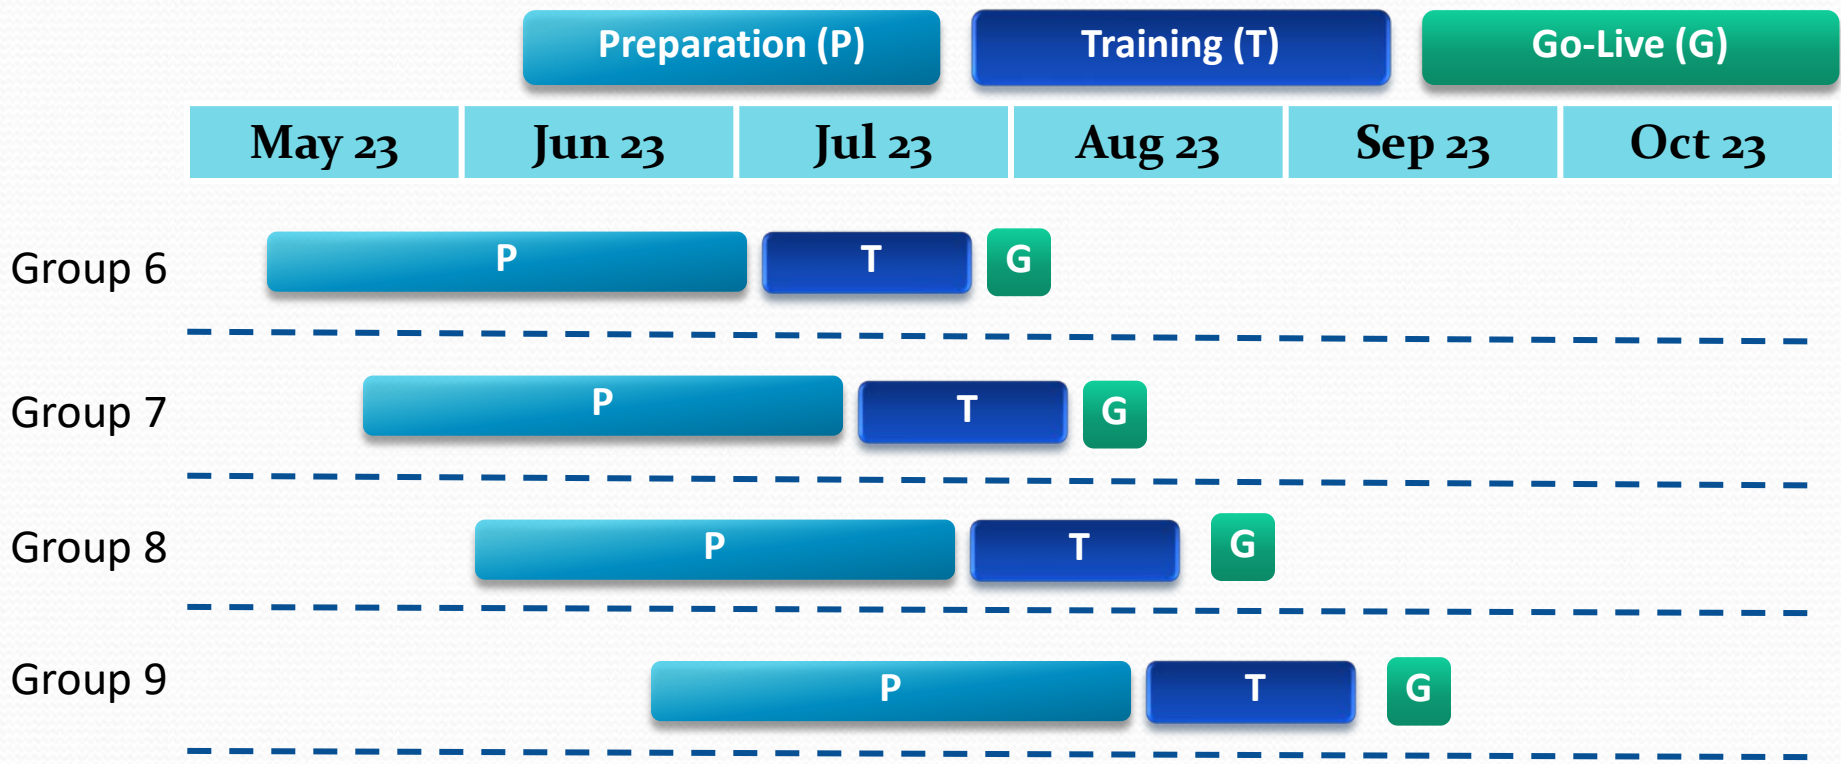 Preparation (P) Training (T) Go-Live (G)
May 23 Jun 23 Jul 23 Aug 23 Sep 23 Oct 23
Group 6 P T G
Group 7 P T G
Group 8 P T G
Group 9 P T G